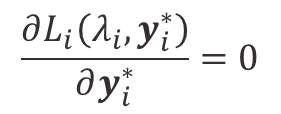 ∂L_i(λ_i, y_i^*)
/∂y_i^* = 0